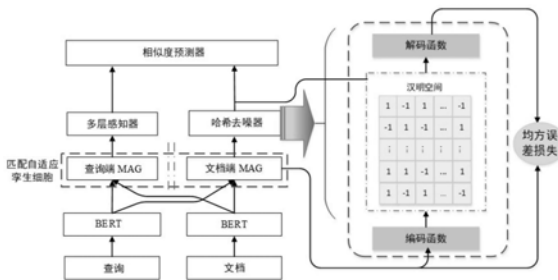 相似度预测器
多层感知器
哈希去噪器
匹配自适应
孪生细胞
查询端 MAG
文档端 MAG
BERT
BERT
查询
文档
解码函数
汉明空间
1 -1 1 ... -1
-1 1 1 ... -1
; ; ; ; ;
1 1 -1 ... 1
1 -1 1 ... -1
编码函数
均方误
差损失